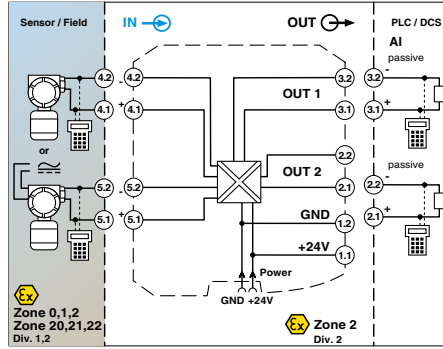 Sensor / Field
IN
OUT
PLC / DCS
AI
passive
4.2 - 4.2
3.2
3.2 -
OUT 1
4.1 + 4.1
3.1
3.1 +
or
2.2
passive
OUT 2
5.2 - 5.2
2.1
2.2 -
GND
5.1 + 5.1
1.2
2.1 +
+24V
1.1
Power
GND +24V
Ex
Zone 0,1,2
Zone 20,21,22
Div. 1,2
Ex
Zone 2
Div. 2